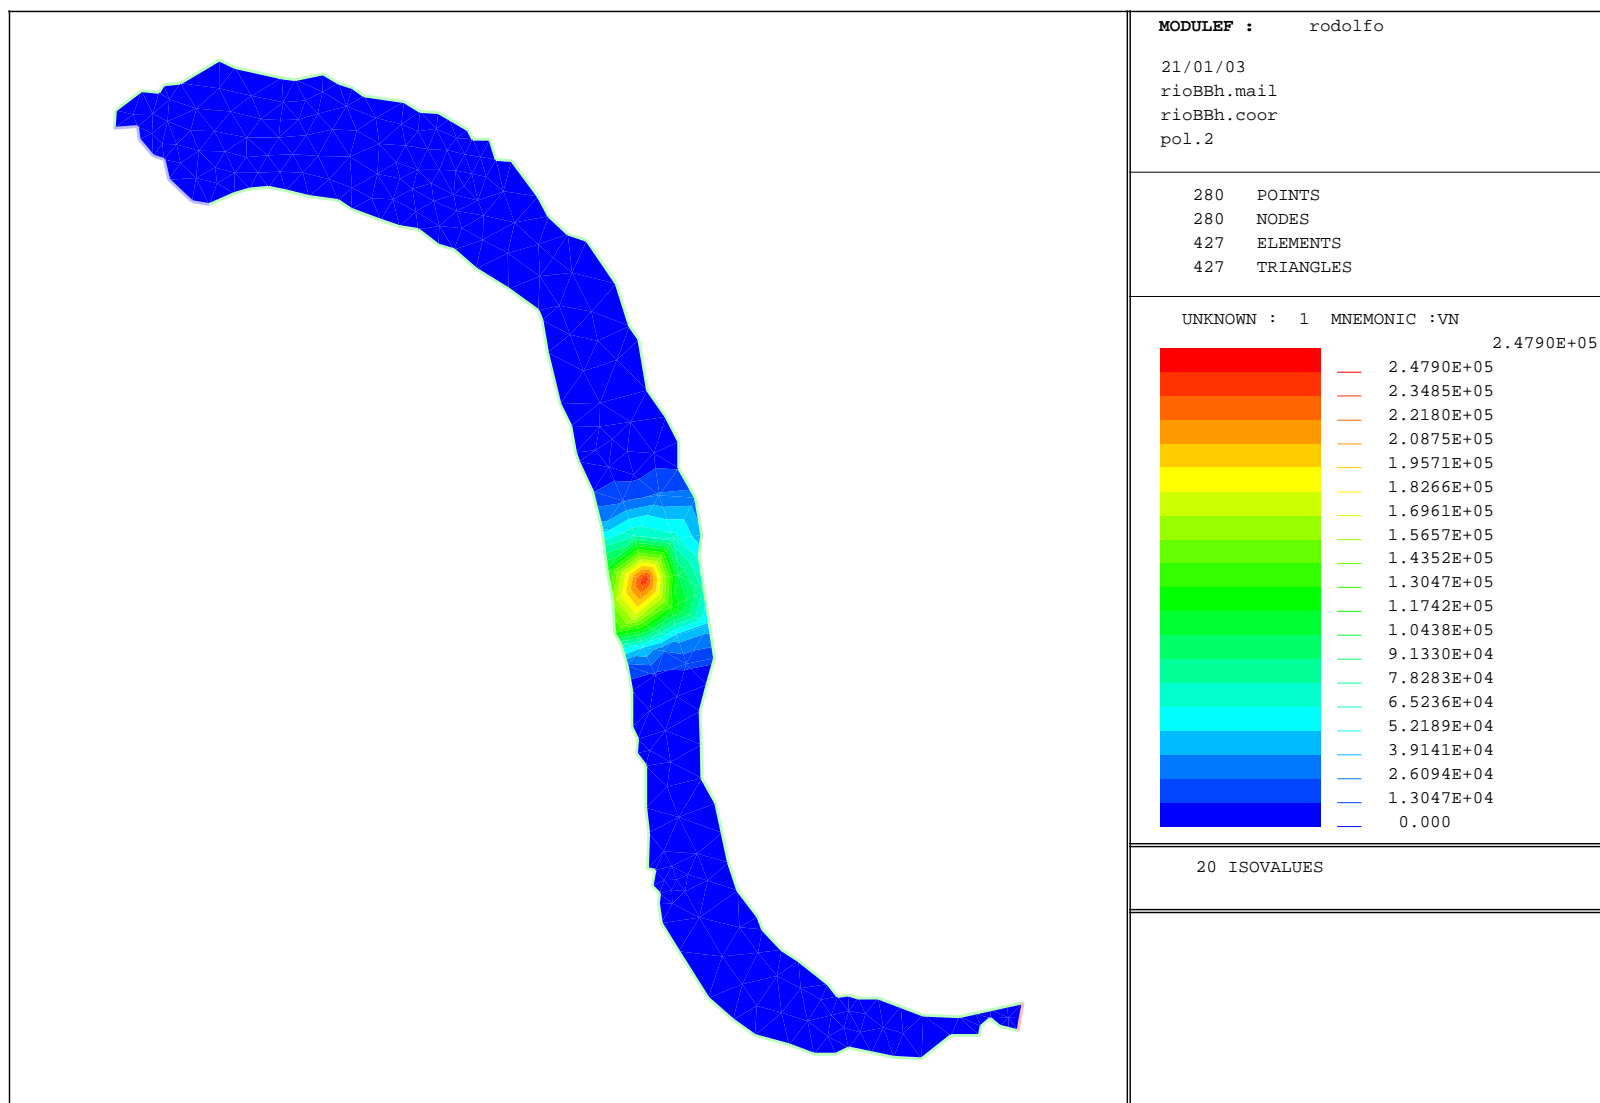 MODULEF : rodolfo
21/01/03
rioBBh.mail
rioBBh.coor
pol.2
280 POINTS
280 NODES
427 ELEMENTS
427 TRIANGLES
UNKNOWN : 1 MNEMONIC :VN
2.4790E+05
2.4790E+05
2.3485E+05
2.2180E+05
2.0875E+05
1.9571E+05
1.8266E+05
1.6961E+05
1.5657E+05
1.4352E+05
1.3047E+05
1.1742E+05
1.0438E+05
9.1330E+04
7.8283E+04
6.5236E+04
5.2189E+04
3.9141E+04
2.6094E+04
1.3047E+04
0.000
20 ISOVALUES